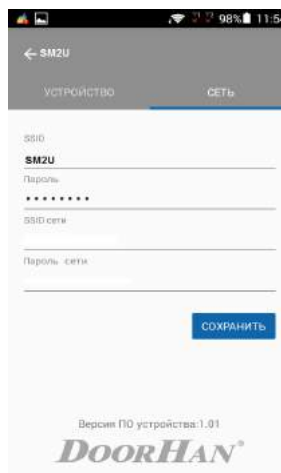 98% 11:54
← SM2U
УСТРОЙСТВО СЕТЬ
SSID
SM2U
Пароль
••••••••
SSID сети
Пароль сети
СОХРАНИТЬ
Версия ПО устройства:1.01
DOORHAN®